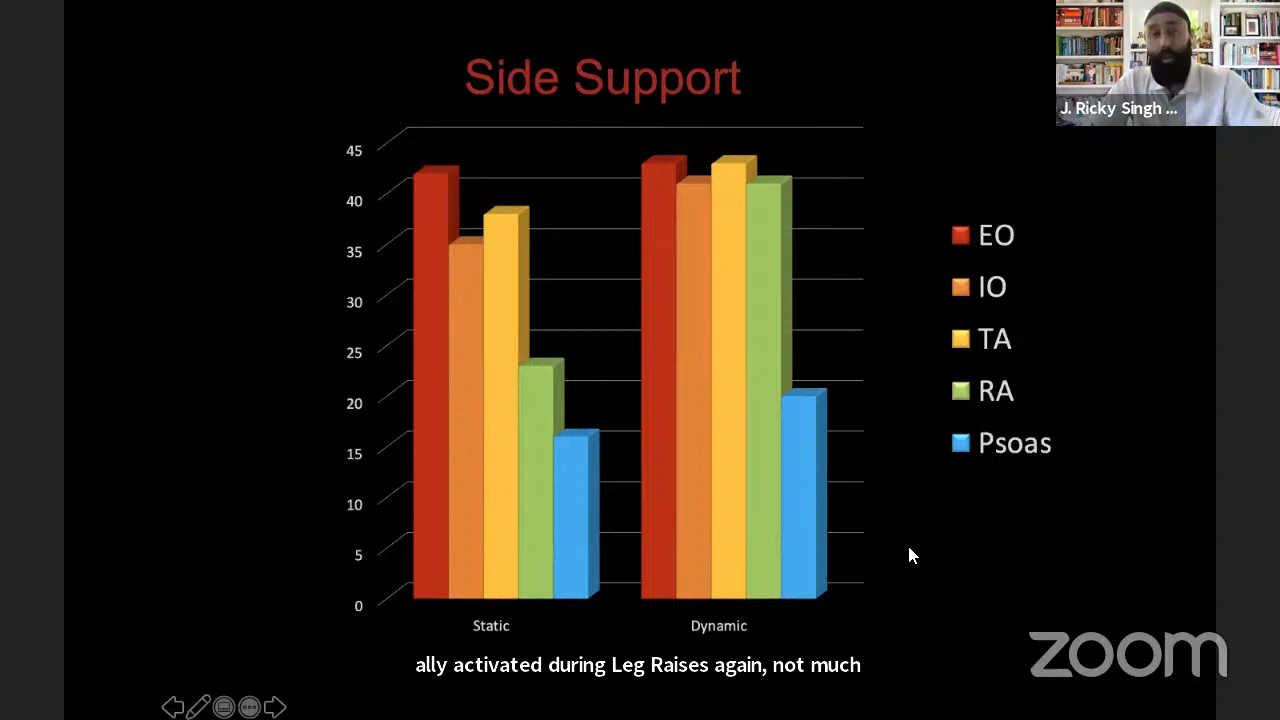 Side Support
J. Ricky Singh ...
45
40
35
30
25
20
15
10
5
0
EO
IO
TA
RA
Psoas
Static
Dynamic
ally activated during Leg Raises again, not much
zoom